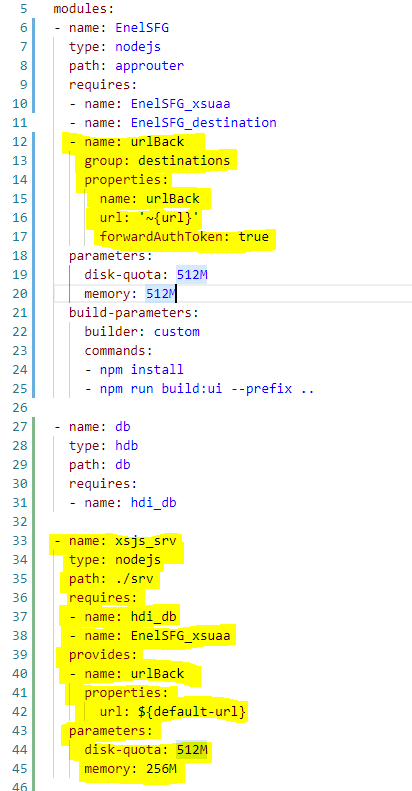 5 modules:
6 - name: EnelSFG
7   type: nodejs
8   path: approuter
9   requires:
10   - name: EnelSFG_xsuaa
11   - name: EnelSFG_destination
12   - name: urlBack
13     group: destinations
14     properties:
15       name: urlBack
16       url: '~{url}'
17       forwardAuthToken: true
18   parameters:
19     disk-quota: 512M
20     memory: 512M
21   build-parameters:
22     builder: custom
23     commands:
24     - npm install
25     - npm run build:ui --prefix ..
26
27 - name: db
28   type: hdb
29   path: db
30   requires:
31   - name: hdi_db
32
33 - name: xsjs_srv
34   type: nodejs
35   path: ./srv
36   requires:
37   - name: hdi_db
38   - name: EnelSFG_xsuaa
39   provides:
40   - name: urlBack
41     properties:
42       url: ${default-url}
43   parameters:
44     disk-quota: 512M
45     memory: 256M
46